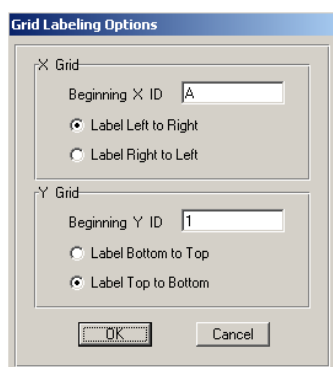 Grid Labeling Options
X Grid
Beginning X ID A
Label Left to Right
Label Right to Left
Y Grid
Beginning Y ID 1
Label Bottom to Top
Label Top to Bottom
OK Cancel